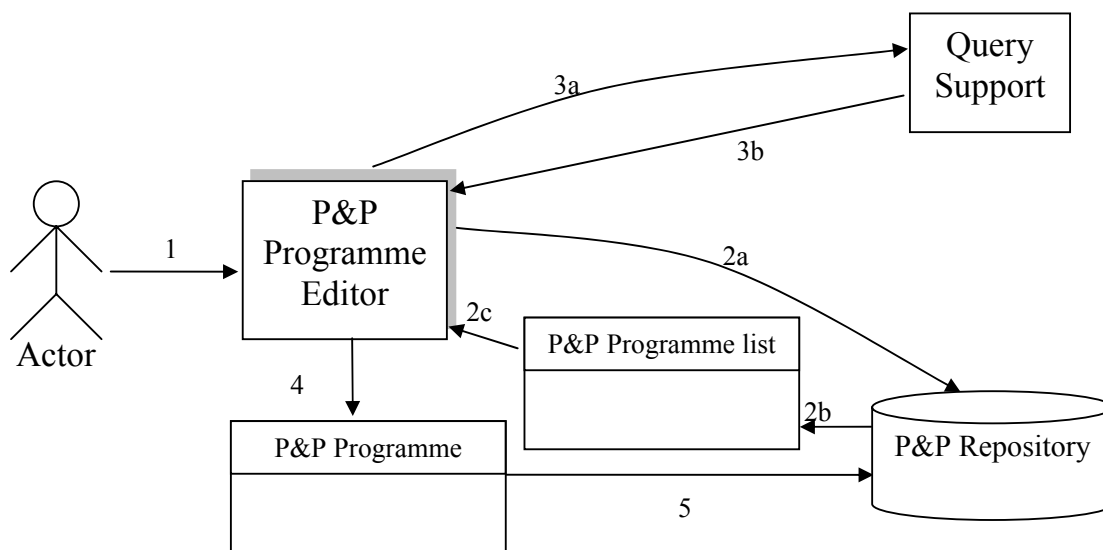 Query
Support
3a
3b
P&P
Programme
Editor
1
2a
2c
Actor
P&P Programme list
4
2b
P&P Programme
P&P Repository
5